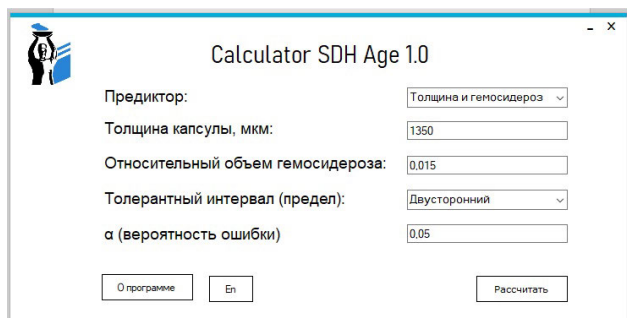 Calculator SDH Age 1.0
Предиктор: Толщина и гемосидероз
Толщина капсулы, мкм: 1350
Относительный объем гемосидероза: 0,015
Толерантный интервал (предел): Двусторонний
α (вероятность ошибки) 0,05
О программе En Рассчитать